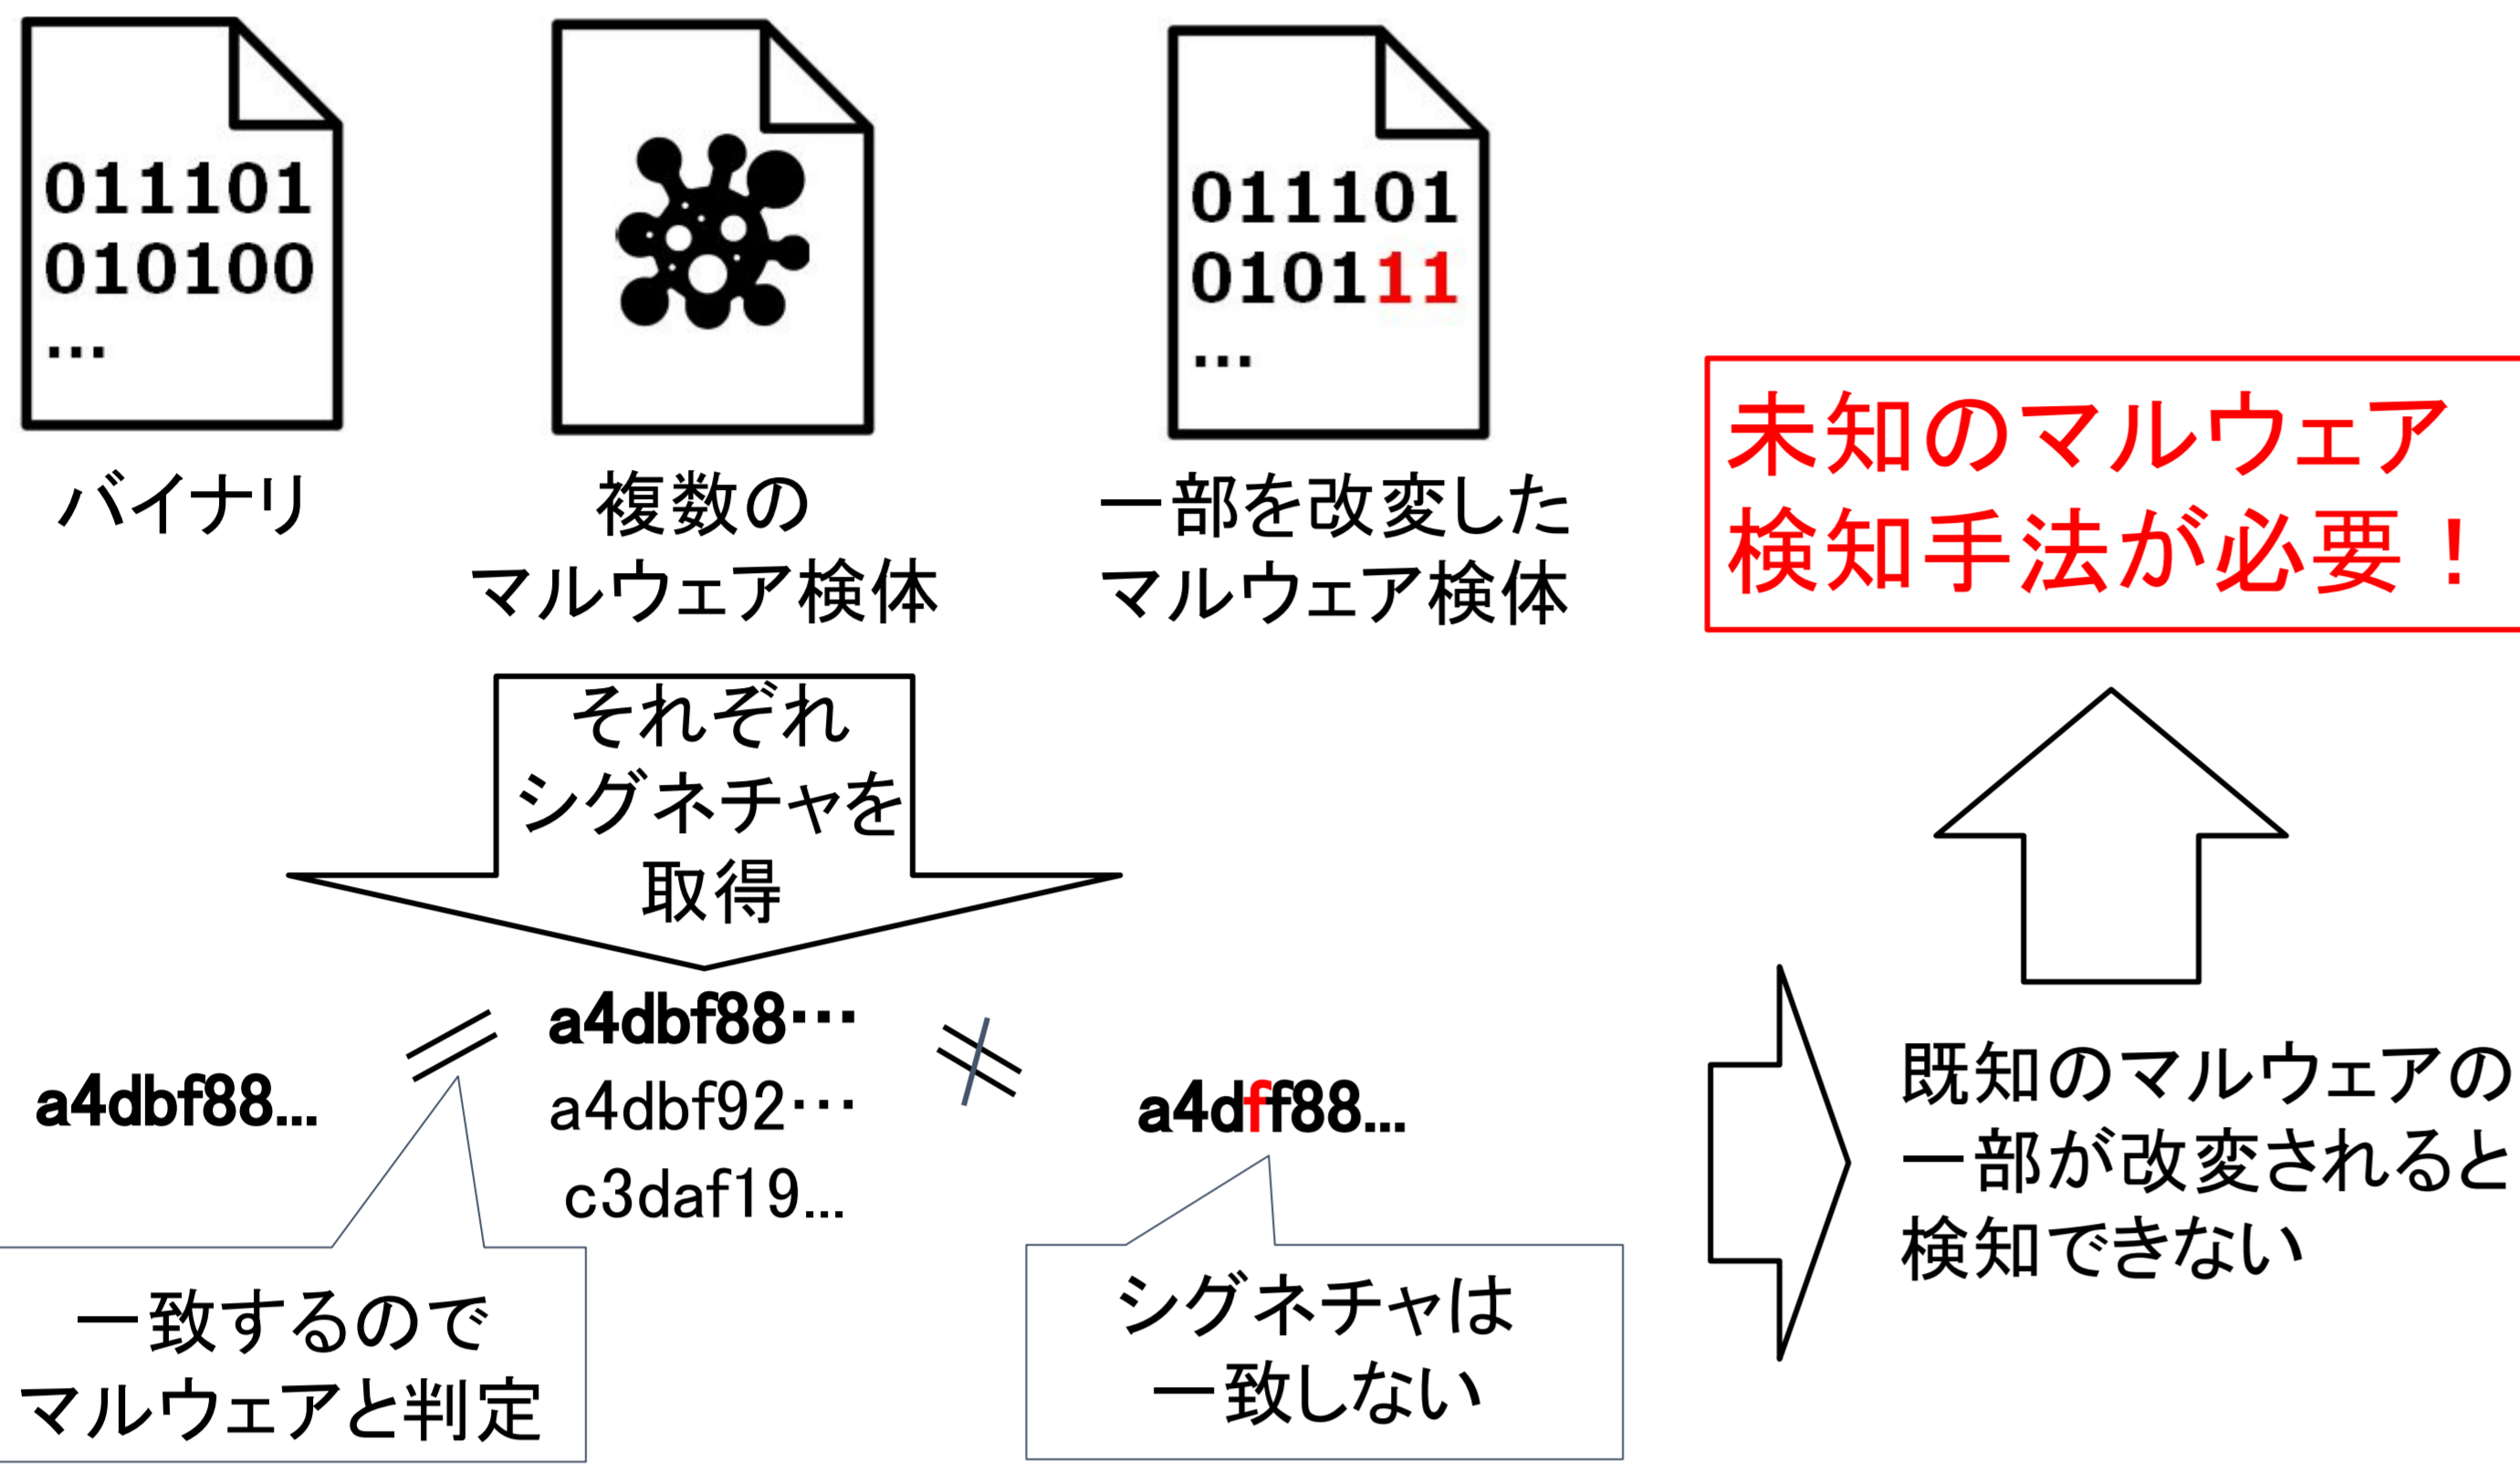 011101
010100
...
バイナリ
複数の
マルウェア検体
011101
010111
...
一部を改変した
マルウェア検体
それぞれ
シグネチャを
取得
a4dbf88...
a4dbf88…
a4dbf92…
c3daf19...
a4dff88...
一致するので
マルウェアと判定
シグネチャは
一致しない
既知のマルウェアの
一部が改変されると
検知できない
未知のマルウェア
検知手法が必要！